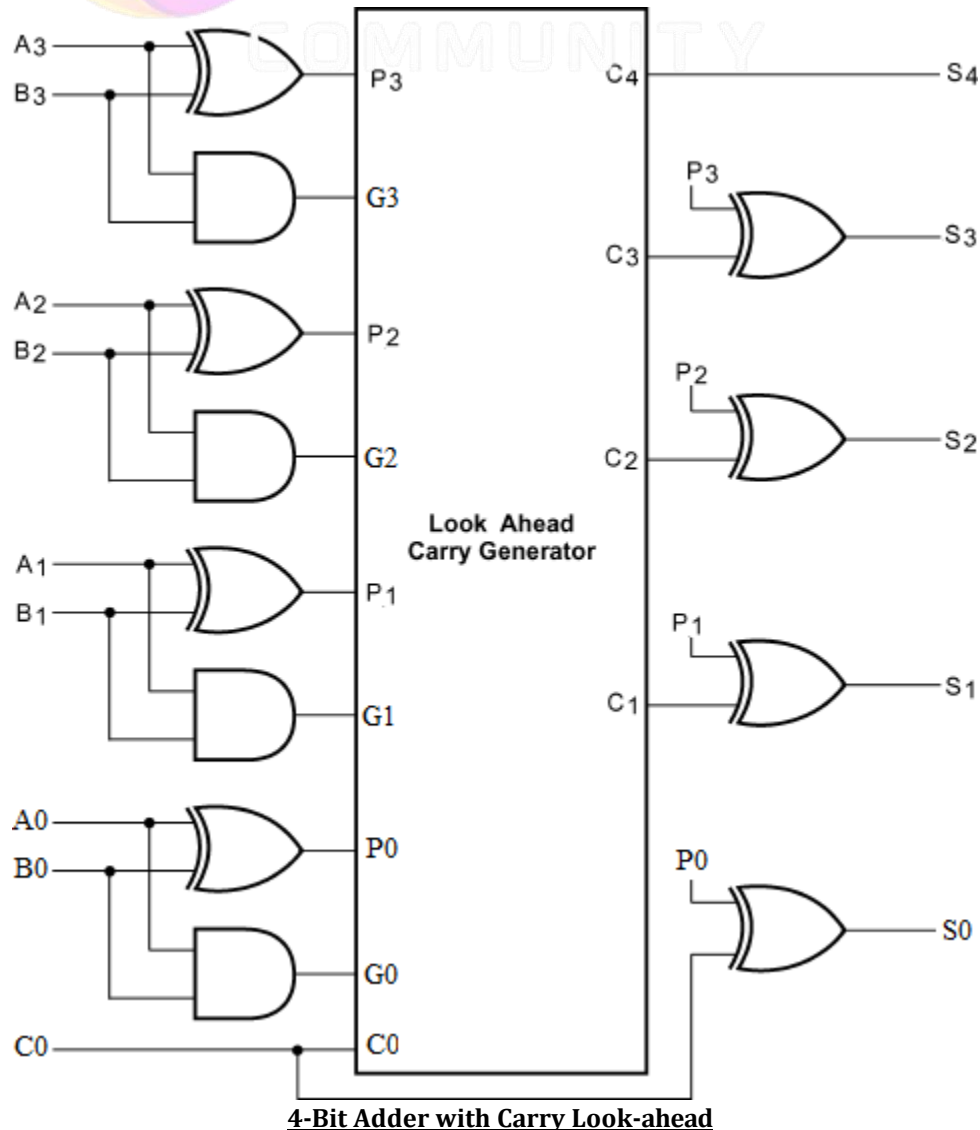 COMMUNITY
A3
B3
P3
G3
A2
B2
P2
G2
A1
B1
P1
G1
A0
B0
P0
G0
C0
C0
Look Ahead
Carry Generator
C4
S4
P3
C3
S3
P2
C2
S2
P1
C1
S1
P0
S0
4-Bit Adder with Carry Look-ahead